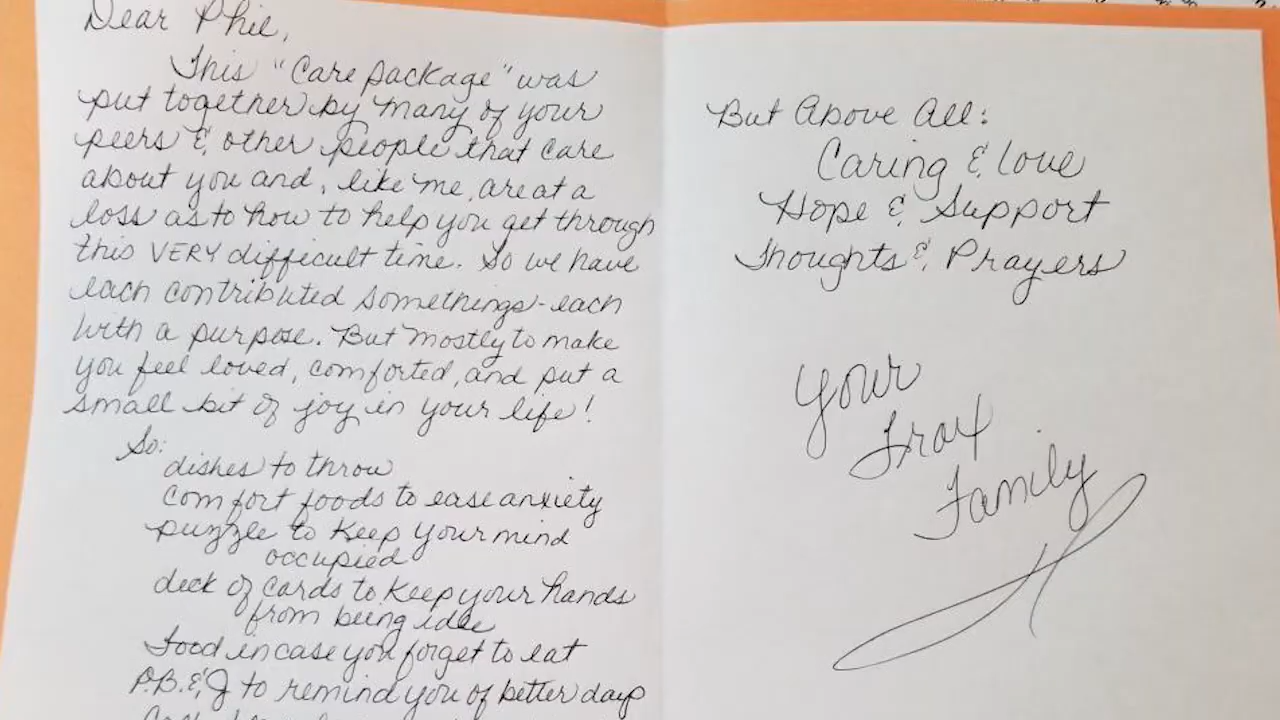 Dear Phil,
This "Care package" was
put together by many of your
peers & other people that care
about you and, like me, are at a
loss as to how to help you get through
this VERY difficult time. So we have
each contributed somethings - each
with a purpose. But mostly to make
you feel loved, comforted, and put a
small bit of joy in your life!
So:
dishes to throw
comfort foods to ease anxiety
puzzle to keep your mind
occupied
deck of cards to keep your hands
from being idle
Food in case you forget to eat
P.B. & J to remind you of better days
But Above All:
Caring & Love
Hope & Support
Thoughts & Prayers
Your
Trax
Family